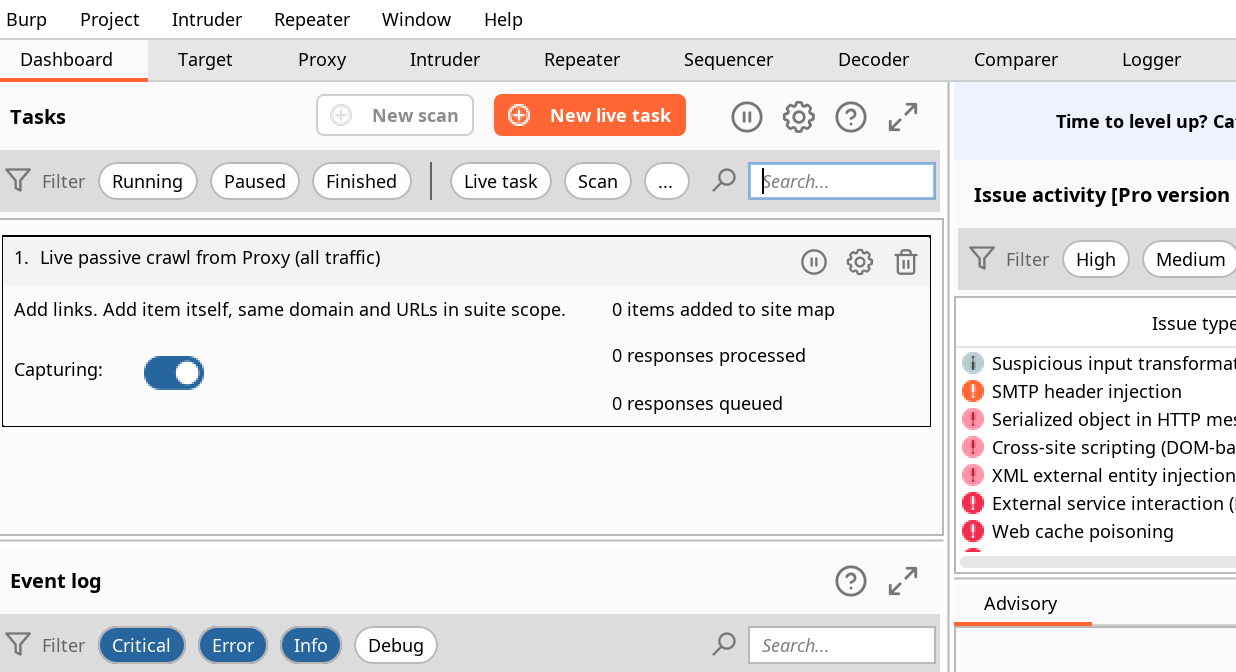 Burp Project Intruder Repeater Window Help
Dashboard Target Proxy Intruder Repeater Sequencer Decoder Comparer Logger
Tasks New scan New live task
Filter Running Paused Finished Live task Scan ... Search...
1. Live passive crawl from Proxy (all traffic)
Add links. Add item itself, same domain and URLs in suite scope. 0 items added to site map
0 responses processed
Capturing:
0 responses queued
Event log
Filter Critical Error Info Debug Search...
Time to level up? Ca
Issue activity [Pro version
Filter High Medium
Issue type
Suspicious input transformat
SMTP header injection
Serialized object in HTTP mes
Cross-site scripting (DOM-ba
XML external entity injection
External service interaction (
Web cache poisoning
Advisory